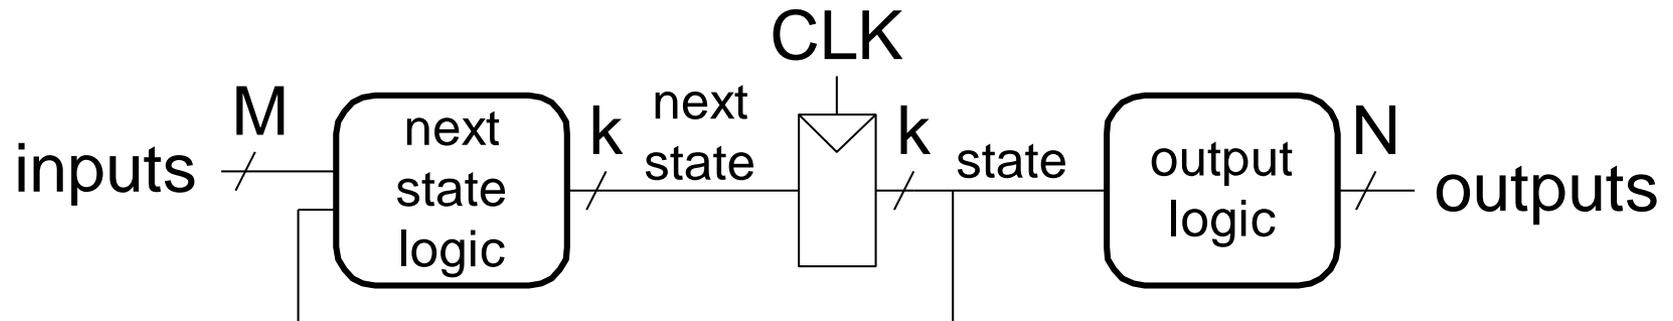 CLK
inputs
M
next
state
logic
k
next
state
k
state
output
logic
N
outputs